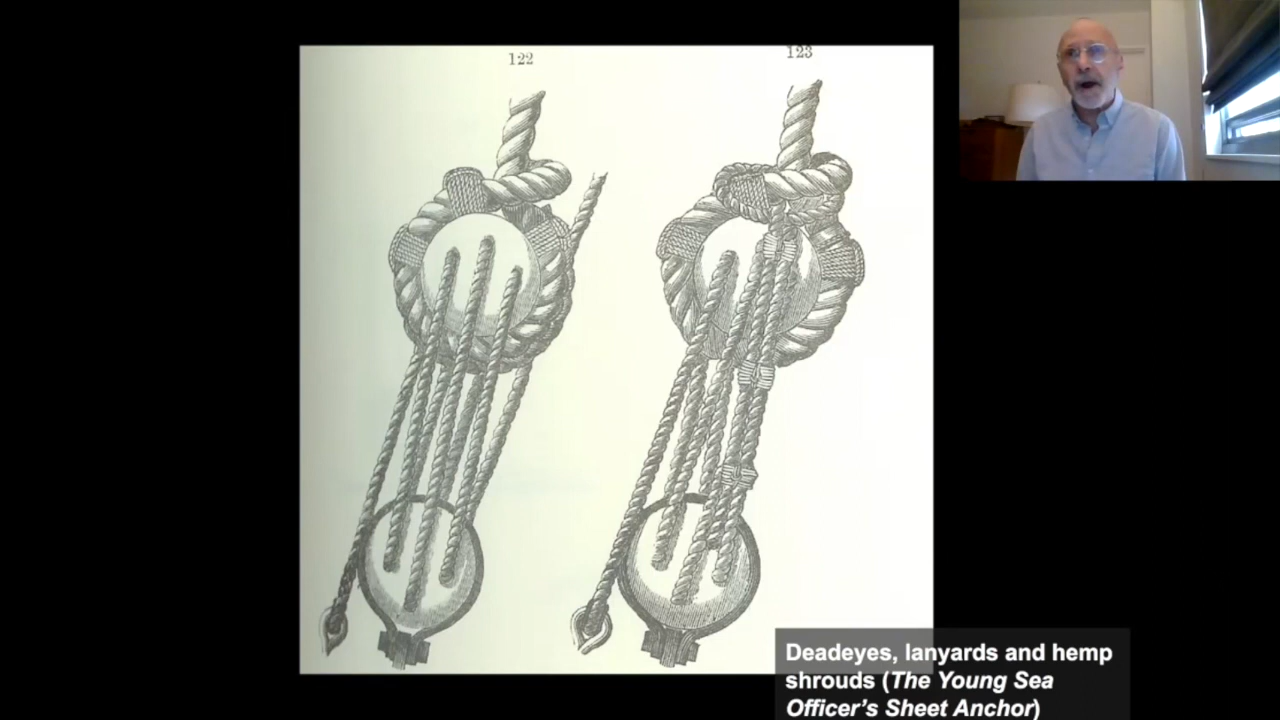 122
123
Deadeyes, lanyards and hemp
shrouds (The Young Sea
Officer's Sheet Anchor)